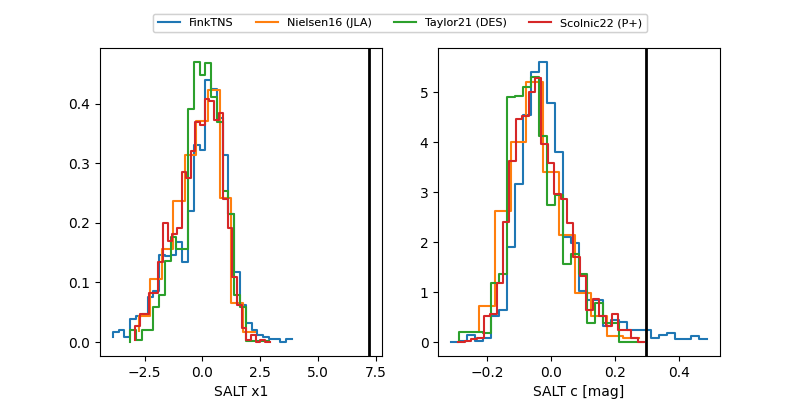 FinkTNS Nielsen16 (JLA) Taylor21 (DES) Scolnic22 (P+)
0.4
0.3
0.2
0.1
0.0
−2.5 0.0 2.5 5.0 7.5
SALT x1
5
4
3
2
1
0
−0.2 0.0 0.2 0.4
SALT c [mag]